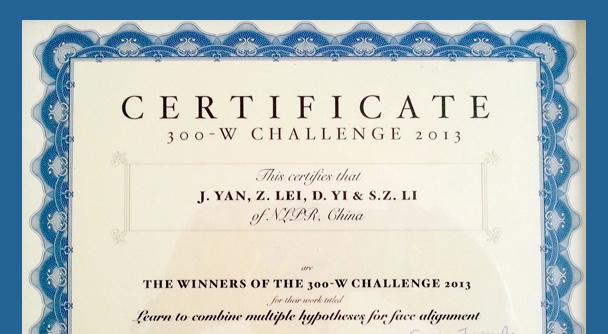 CERTIFICATE
300-W CHALLENGE 2013
This certifies that
J. YAN, Z. LEI, D. YI & S.Z. LI
of NLPR, China
are
THE WINNERS OF THE 300-W CHALLENGE 2013
for their work titled
Learn to combine multiple hypotheses for face alignment